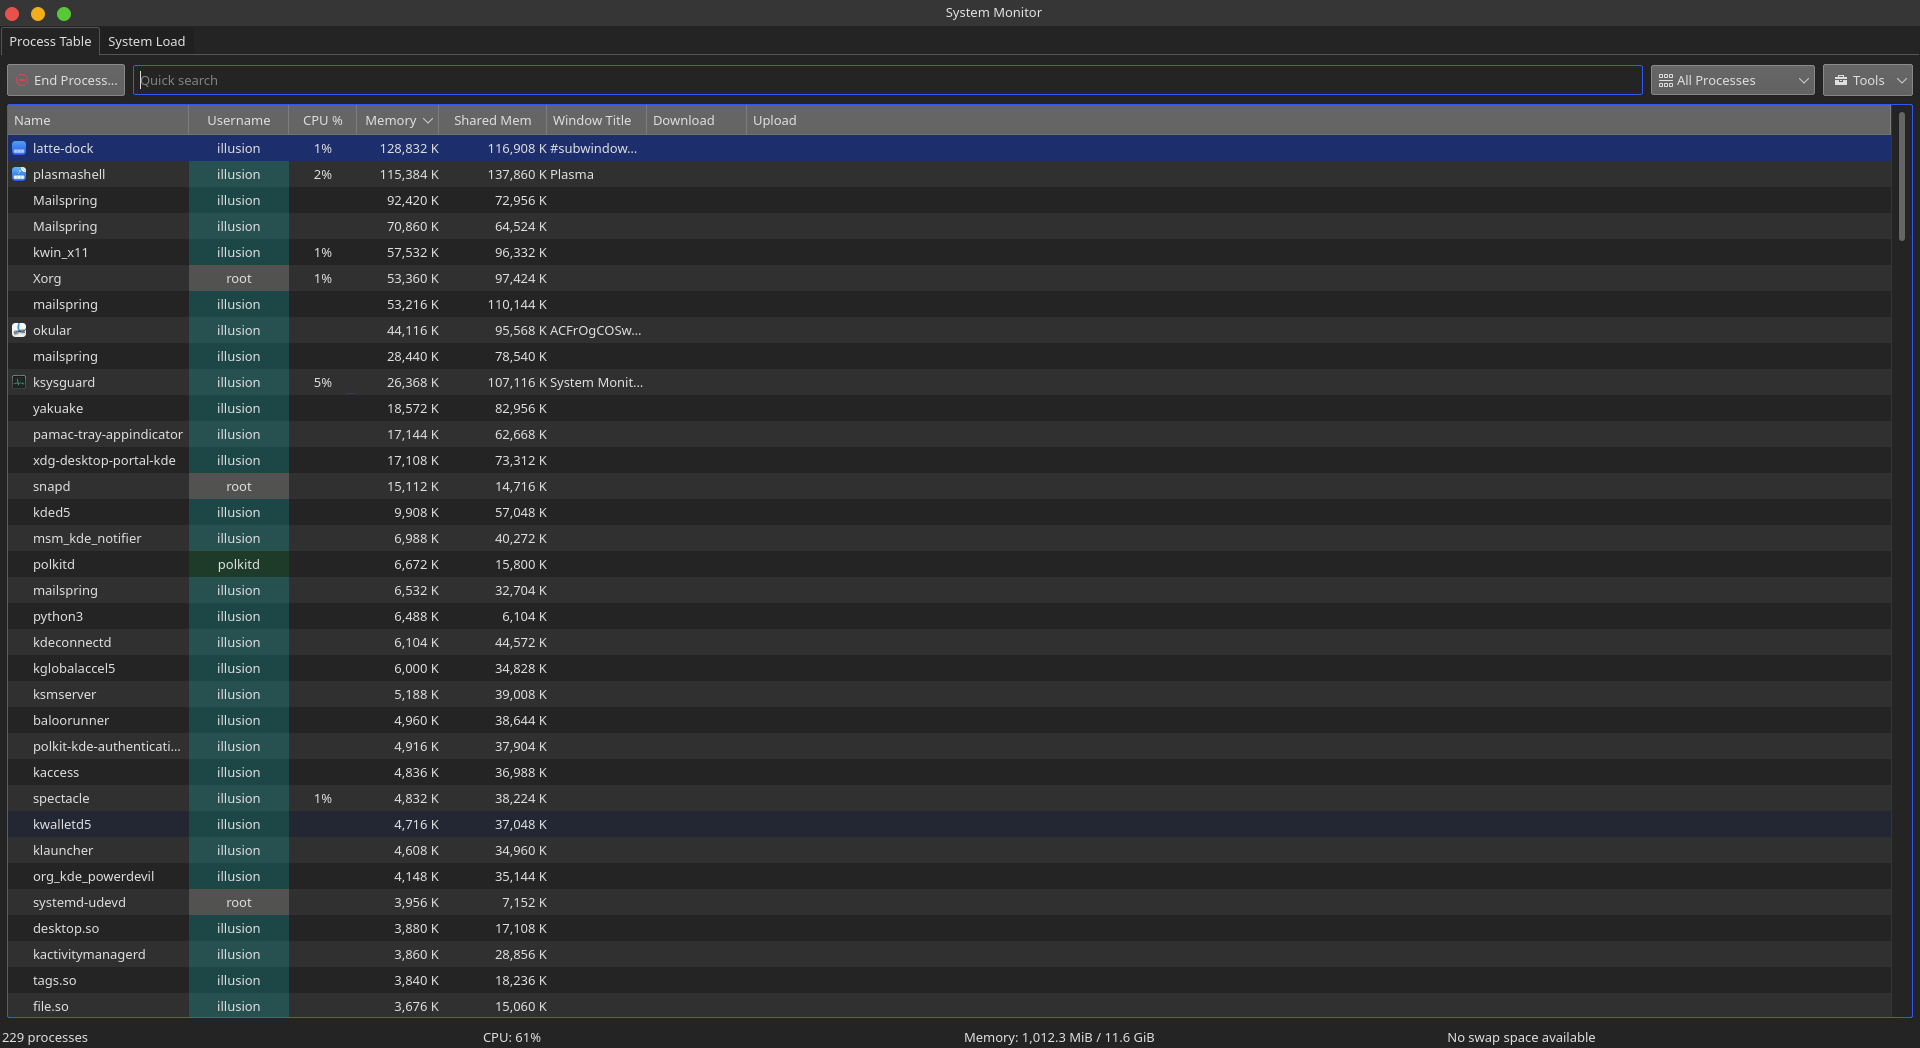 System Monitor
Process Table System Load
End Process... Quick search All Processes Tools
Name Username CPU % Memory Shared Mem Window Title Download Upload
latte-dock illusion 1% 128,832 K 116,908 K #subwindow...
plasmashell illusion 2% 115,384 K 137,860 K Plasma
Mailspring illusion 92,420 K 72,956 K
Mailspring illusion 70,860 K 64,524 K
kwin_x11 illusion 1% 57,532 K 96,332 K
Xorg root 1% 53,360 K 97,424 K
mailspring illusion 53,216 K 110,144 K
okular illusion 44,116 K 95,568 K ACFrOgCOSw...
mailspring illusion 28,440 K 78,540 K
ksysguard illusion 5% 26,368 K 107,116 K System Monit...
yakuake illusion 18,572 K 82,956 K
pamac-tray-appindicator illusion 17,144 K 62,668 K
xdg-desktop-portal-kde illusion 17,108 K 73,312 K
snapd root 15,112 K 14,716 K
kded5 illusion 9,908 K 57,048 K
msm_kde_notifier illusion 6,988 K 40,272 K
polkitd polkitd 6,672 K 15,800 K
mailspring illusion 6,532 K 32,704 K
python3 illusion 6,488 K 6,104 K
kdeconnectd illusion 6,104 K 44,572 K
kglobalaccel5 illusion 6,000 K 34,828 K
ksmserver illusion 5,188 K 39,008 K
baloorunner illusion 4,960 K 38,644 K
polkit-kde-authenticati... illusion 4,916 K 37,904 K
kaccess illusion 4,836 K 36,988 K
spectacle illusion 1% 4,832 K 38,224 K
kwalletd5 illusion 4,716 K 37,048 K
klauncher illusion 4,608 K 34,960 K
org_kde_powerdevil illusion 4,148 K 35,144 K
systemd-udevd root 3,956 K 7,152 K
desktop.so illusion 3,880 K 17,108 K
kactivitymanagerd illusion 3,860 K 28,856 K
tags.so illusion 3,840 K 18,236 K
file.so illusion 3,676 K 15,060 K
229 processes CPU: 61% Memory: 1,012.3 MiB / 11.6 GiB No swap space available